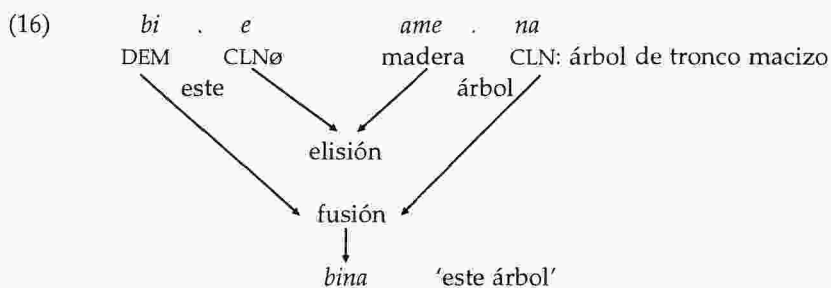 (16) bi . e ame . na
DEM CLNø madera CLN: árbol de tronco macizo
este árbol
elisión
fusión
bina 'este árbol'